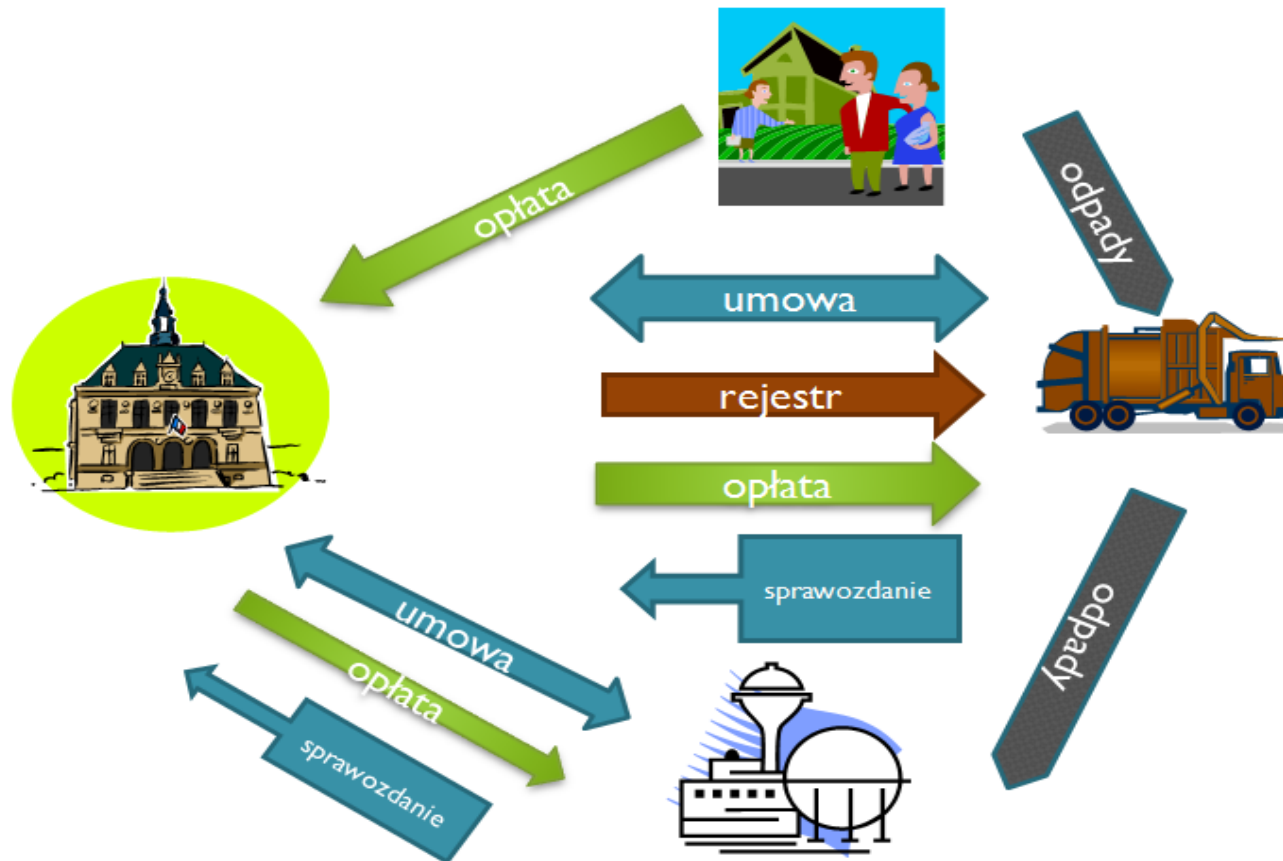 opłata
odpady
umowa
rejestr
opłata
sprawozdanie
odpady
umowa
opłata
sprawozdanie